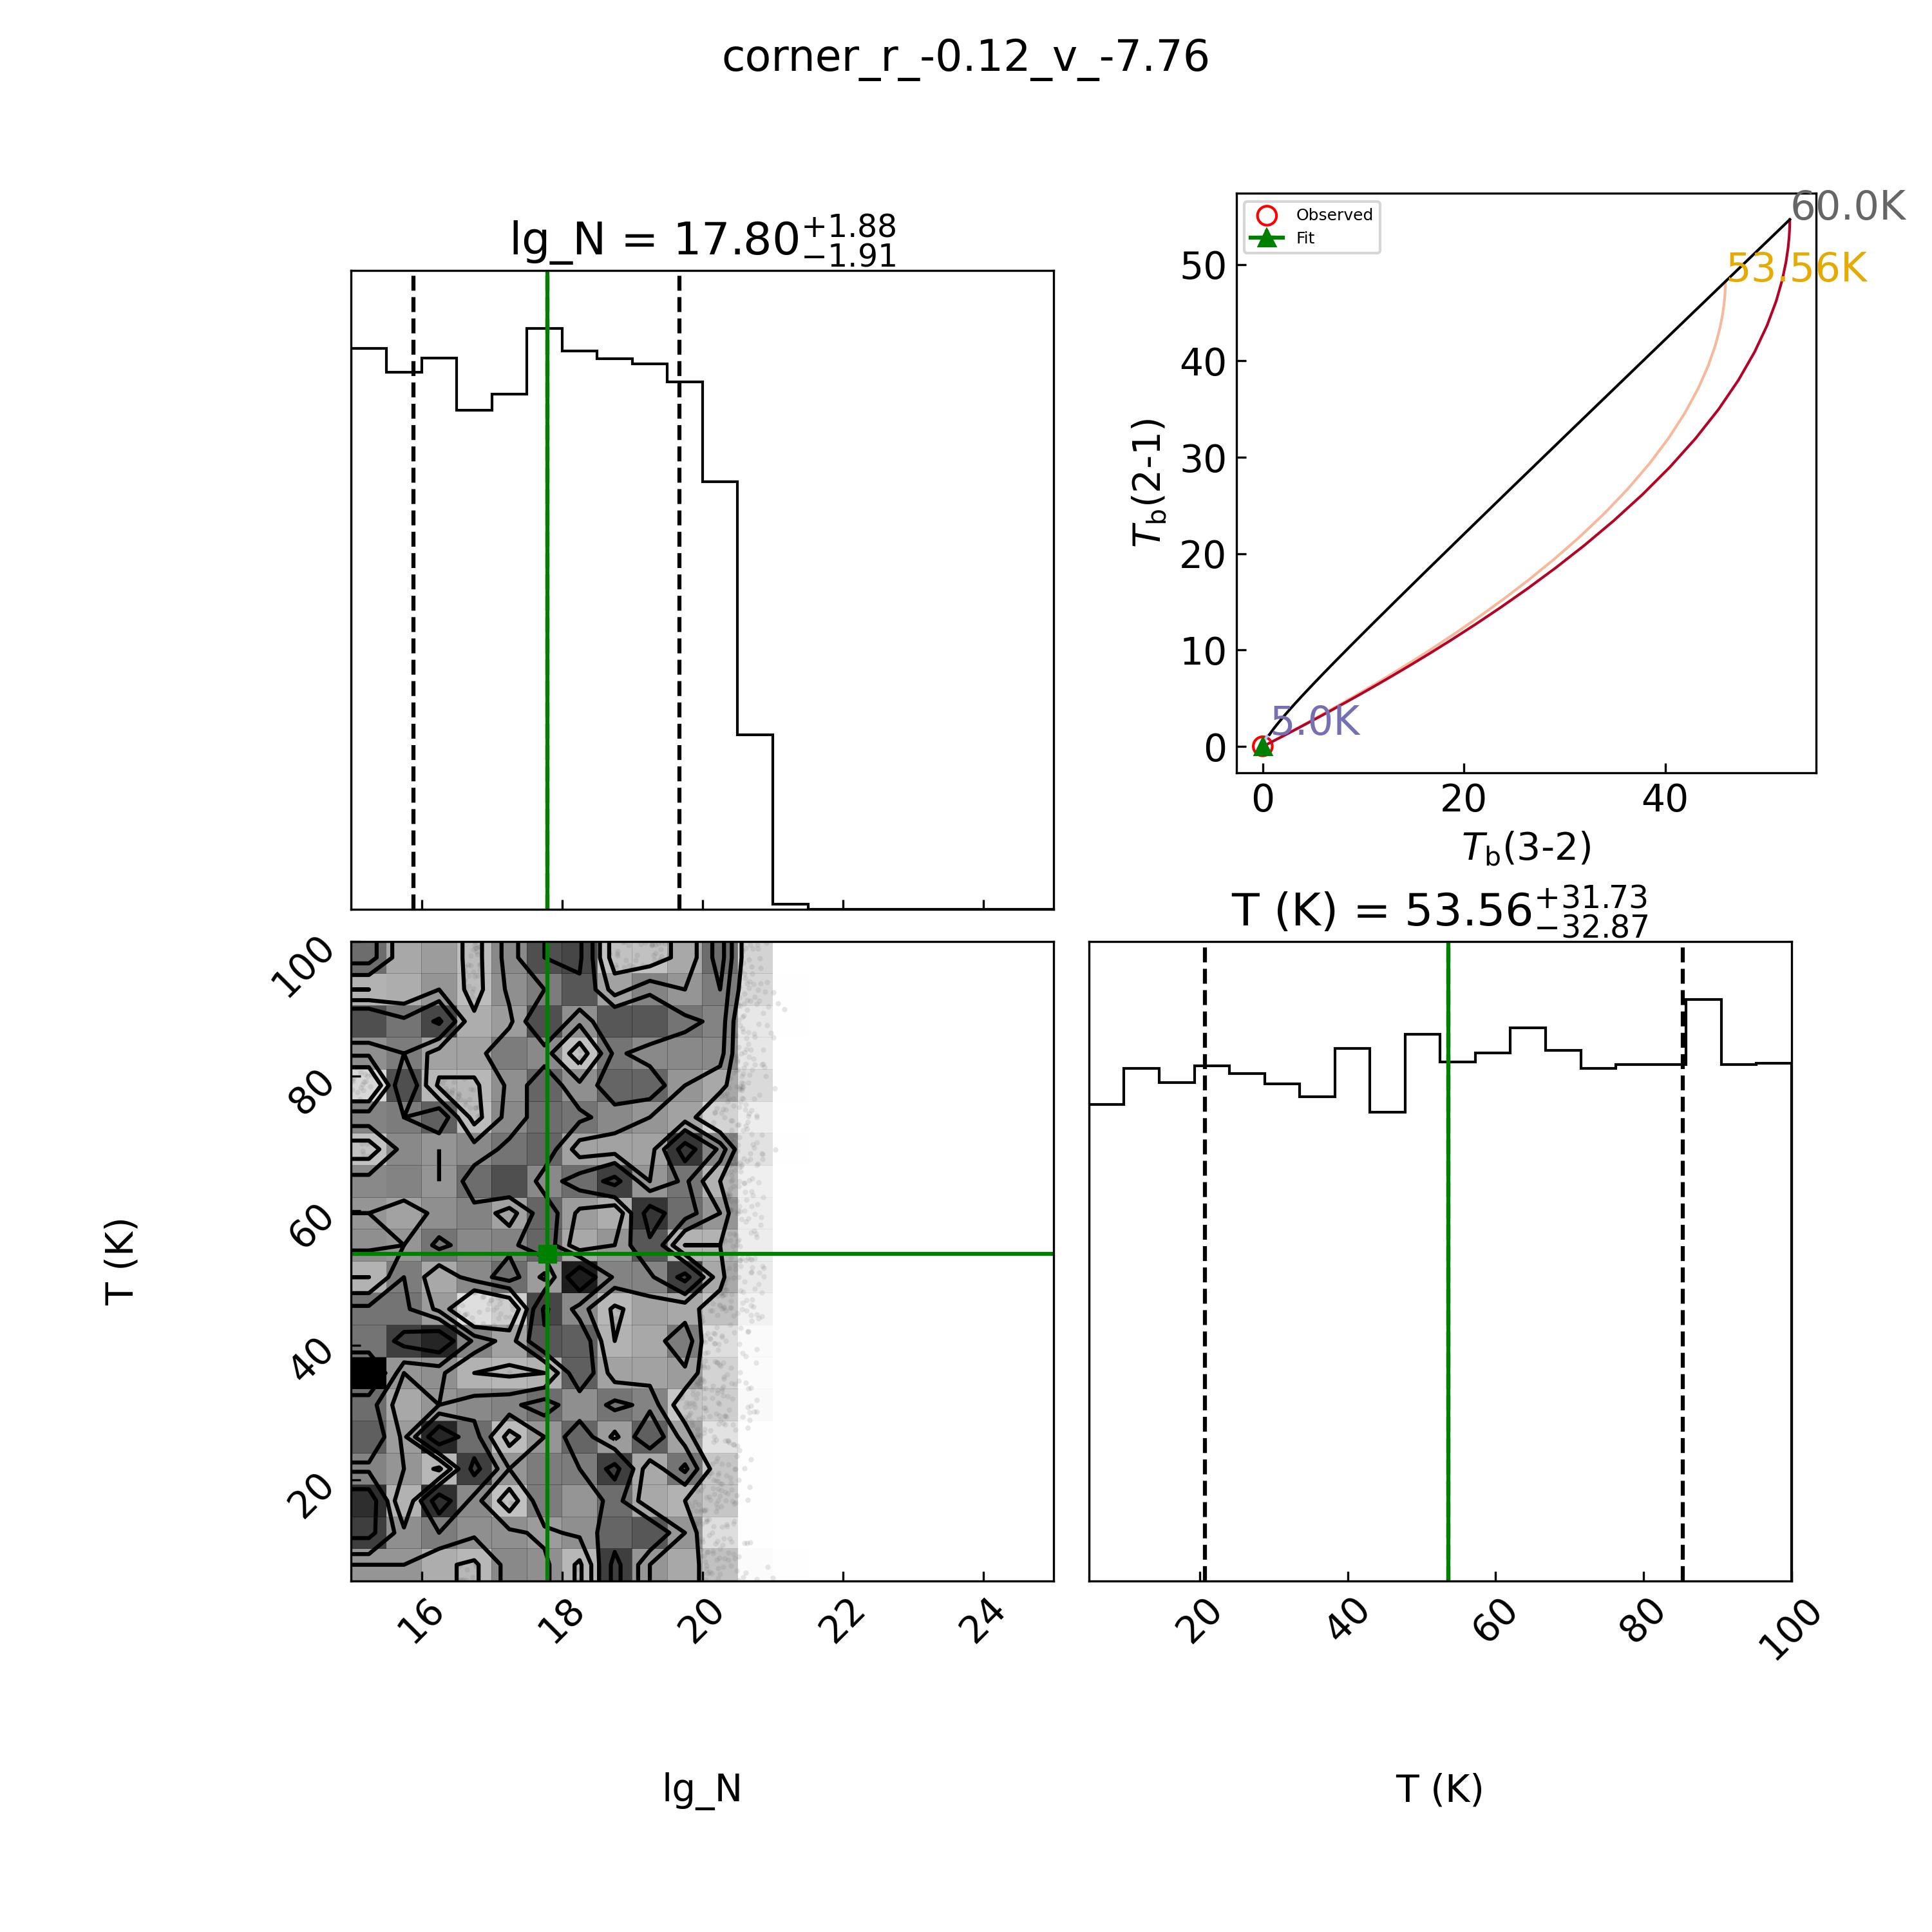 corner_r_-0.12_v_-7.76
lg_N = 17.80+1.88
−1.91
60.0K
53.56K
5.0K
Observed
Fit
50
40
30
20
10
0
Tb(2-1)
0 20 40
Tb(3-2)
T (K) = 53.56+31.73
−32.87
100
80
60
40
20
T (K)
16 18 20 22 24
lg_N
20 40 60 80 100
T (K)